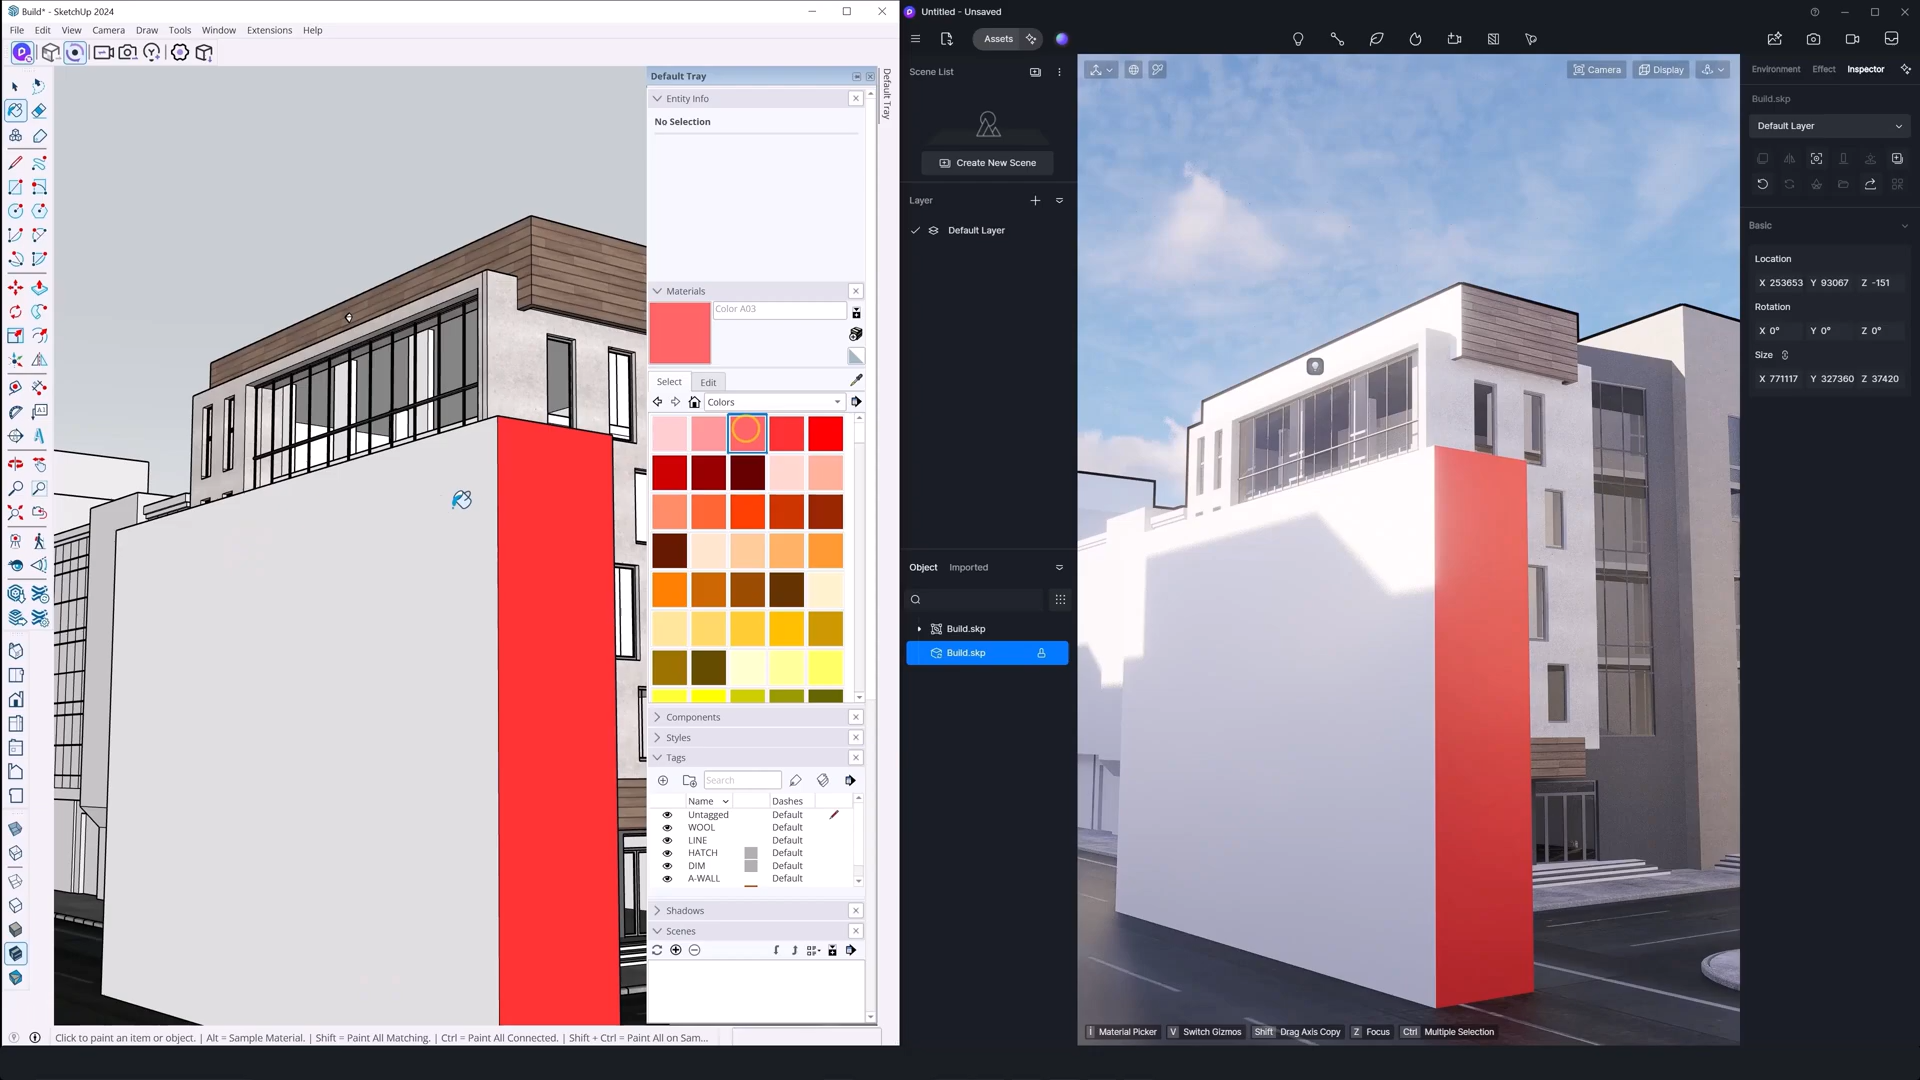 Build* - SketchUp 2024
File Edit View Camera Draw Tools Window Extensions Help
Default Tray
Default Tray
Entity Info
No Selection
Materials
Color A03
Select Edit
Colors
Components
Styles
Tags
Search
Name Dashes
Untagged Default
WOOL Default
LINE Default
HATCH Default
DIM Default
A-WALL Default
Shadows
Scenes
Click to paint an item or object. | Alt = Sample Material. | Shift = Paint All Matching. | Ctrl = Paint All Connected. | Shift + Ctrl = Paint All on Sam...
Untitled - Unsaved
Assets
Scene List
Create New Scene
Layer
Default Layer
Object Imported
Build.skp
Build.skp
Camera Display
i Material Picker V Switch Gizmos Shift Drag Axis Copy Z Focus Ctrl Multiple Selection
Environment Effect Inspector
Build.skp
Default Layer
Basic
Location
X 253653 Y 93067 Z -151
Rotation
X 0° Y 0° Z 0°
Size
X 771117 Y 327360 Z 37420